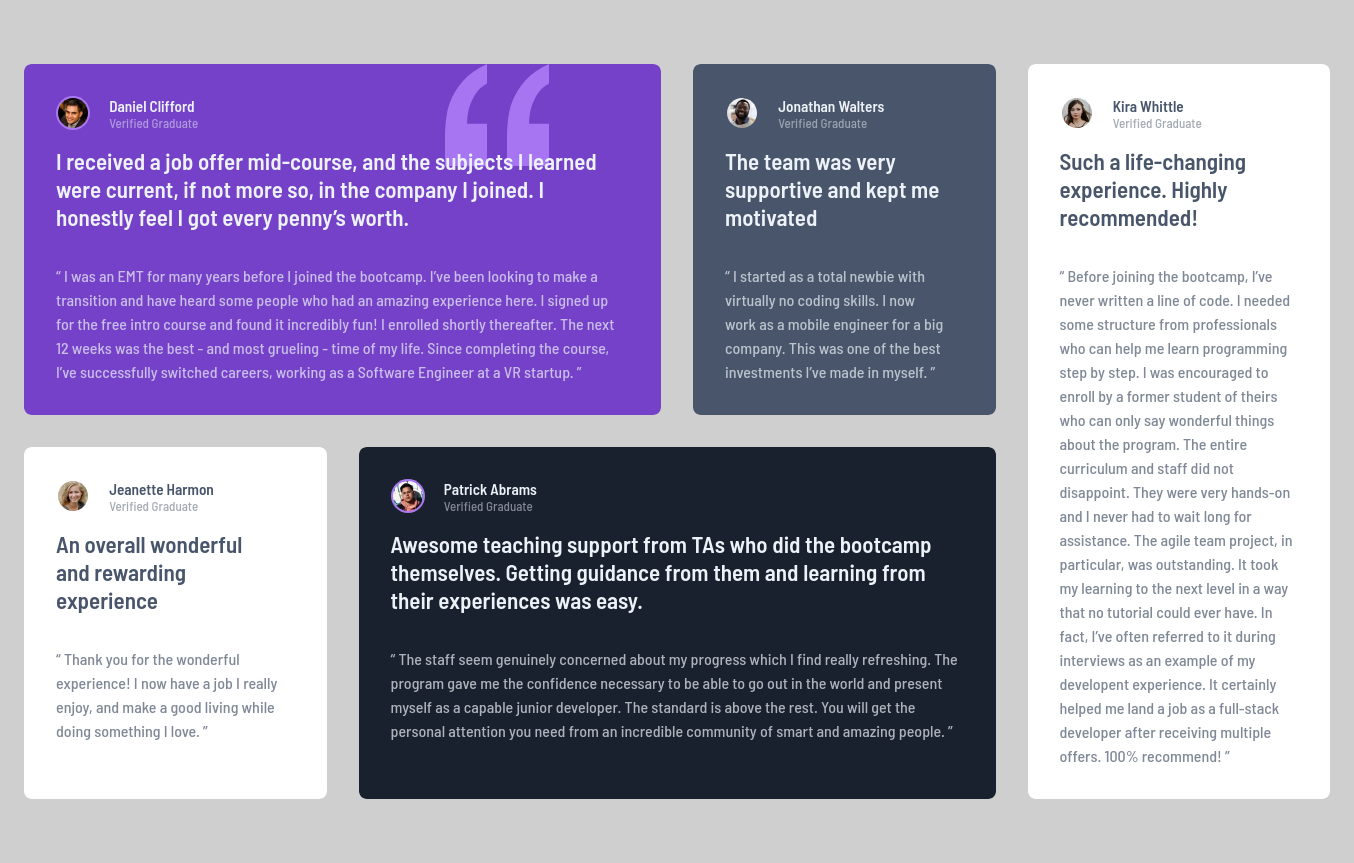 “
Daniel Clifford
Verified Graduate
I received a job offer mid-course, and the subjects I learned
were current, if not more so, in the company I joined. I
honestly feel I got every penny’s worth.
“ I was an EMT for many years before I joined the bootcamp. I’ve been looking to make a
transition and have heard some people who had an amazing experience here. I signed up
for the free intro course and found it incredibly fun! I enrolled shortly thereafter. The next
12 weeks was the best - and most grueling - time of my life. Since completing the course,
I’ve successfully switched careers, working as a Software Engineer at a VR startup. ”
Jonathan Walters
Verified Graduate
The team was very
supportive and kept me
motivated
“ I started as a total newbie with
virtually no coding skills. I now
work as a mobile engineer for a big
company. This was one of the best
investments I’ve made in myself. ”
Kira Whittle
Verified Graduate
Such a life-changing
experience. Highly
recommended!
“ Before joining the bootcamp, I’ve
never written a line of code. I needed
some structure from professionals
who can help me learn programming
step by step. I was encouraged to
enroll by a former student of theirs
who can only say wonderful things
about the program. The entire
curriculum and staff did not
disappoint. They were very hands-on
and I never had to wait long for
assistance. The agile team project, in
particular, was outstanding. It took
my learning to the next level in a way
that no tutorial could ever have. In
fact, I’ve often referred to it during
interviews as an example of my
developent experience. It certainly
helped me land a job as a full-stack
developer after receiving multiple
offers. 100% recommend! ”
Jeanette Harmon
Verified Graduate
An overall wonderful
and rewarding
experience
“ Thank you for the wonderful
experience! I now have a job I really
enjoy, and make a good living while
doing something I love. ”
Patrick Abrams
Verified Graduate
Awesome teaching support from TAs who did the bootcamp
themselves. Getting guidance from them and learning from
their experiences was easy.
“ The staff seem genuinely concerned about my progress which I find really refreshing. The
program gave me the confidence necessary to be able to go out in the world and present
myself as a capable junior developer. The standard is above the rest. You will get the
personal attention you need from an incredible community of smart and amazing people. ”